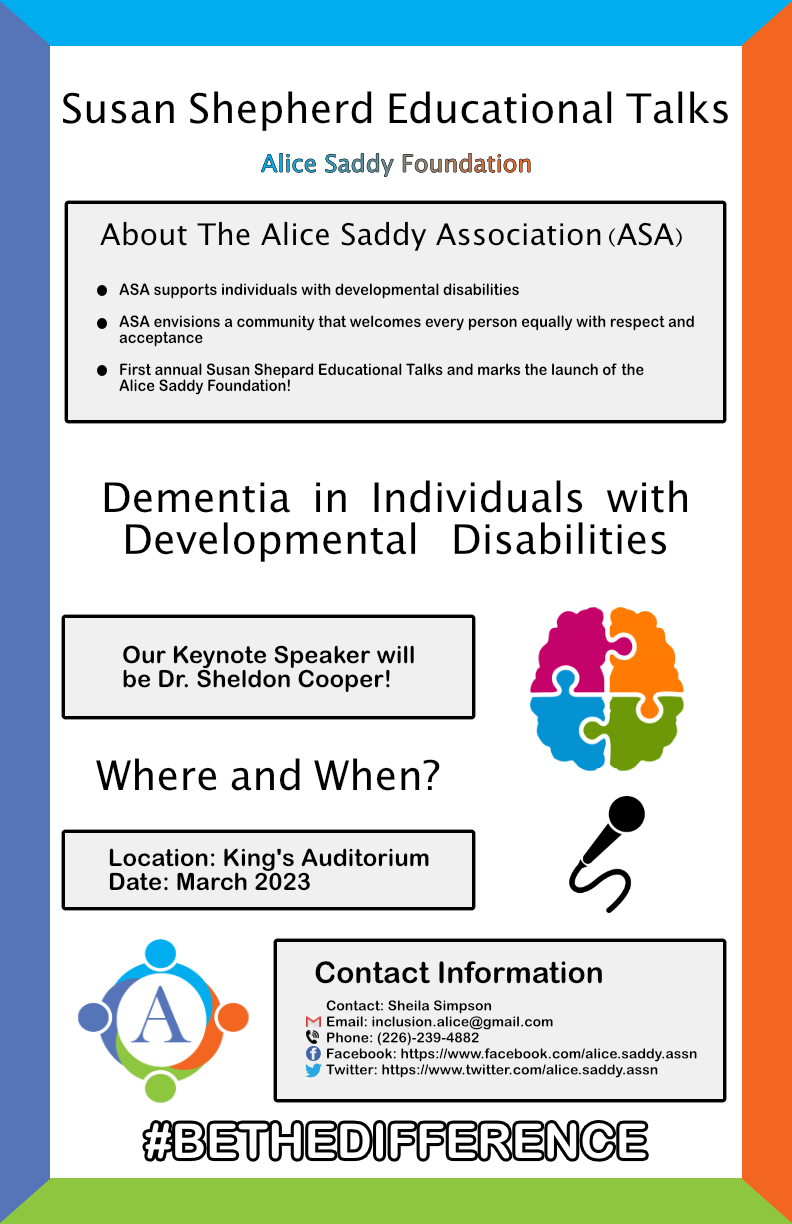 Susan Shepherd Educational Talks
Alice Saddy Foundation
About The Alice Saddy Association (ASA)
● ASA supports individuals with developmental disabilities
● ASA envisions a community that welcomes every person equally with respect and
acceptance
● First annual Susan Shepard Educational Talks and marks the launch of the
Alice Saddy Foundation!
Dementia in Individuals with
Developmental Disabilities
Our Keynote Speaker will
be Dr. Sheldon Cooper!
Where and When?
Location: King's Auditorium
Date: March 2023
A
Contact Information
Contact: Sheila Simpson
Email: inclusion.alice@gmail.com
Phone: (226)-239-4882
Facebook: https://www.facebook.com/alice.saddy.assn
Twitter: https://www.twitter.com/alice.saddy.assn
#BETHEDIFFERENCE